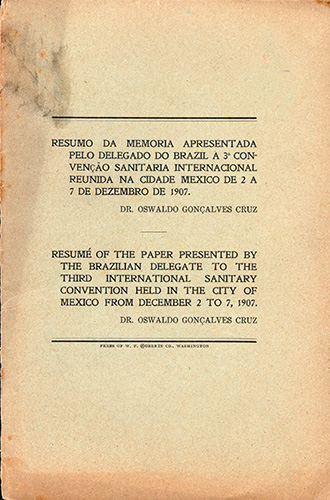 RESUMO DA MEMORIA APRESENTADA
PELO DELEGADO DO BRAZIL A 3ª CON-
VENÇÃO SANITARIA INTERNACIONAL
REUNIDA NA CIDADE MEXICO DE 2 A
7 DE DEZEMBRO DE 1907.
DR. OSWALDO GONÇALVES CRUZ
RESUMÉ OF THE PAPER PRESENTED BY
THE BRAZILIAN DELEGATE TO THE
THIRD INTERNATIONAL SANITARY
CONVENTION HELD IN THE CITY OF
MEXICO FROM DECEMBER 2 TO 7, 1907.
DR. OSWALDO GONÇALVES CRUZ
PRESS OF W. F. ROBERTS CO., WASHINGTON